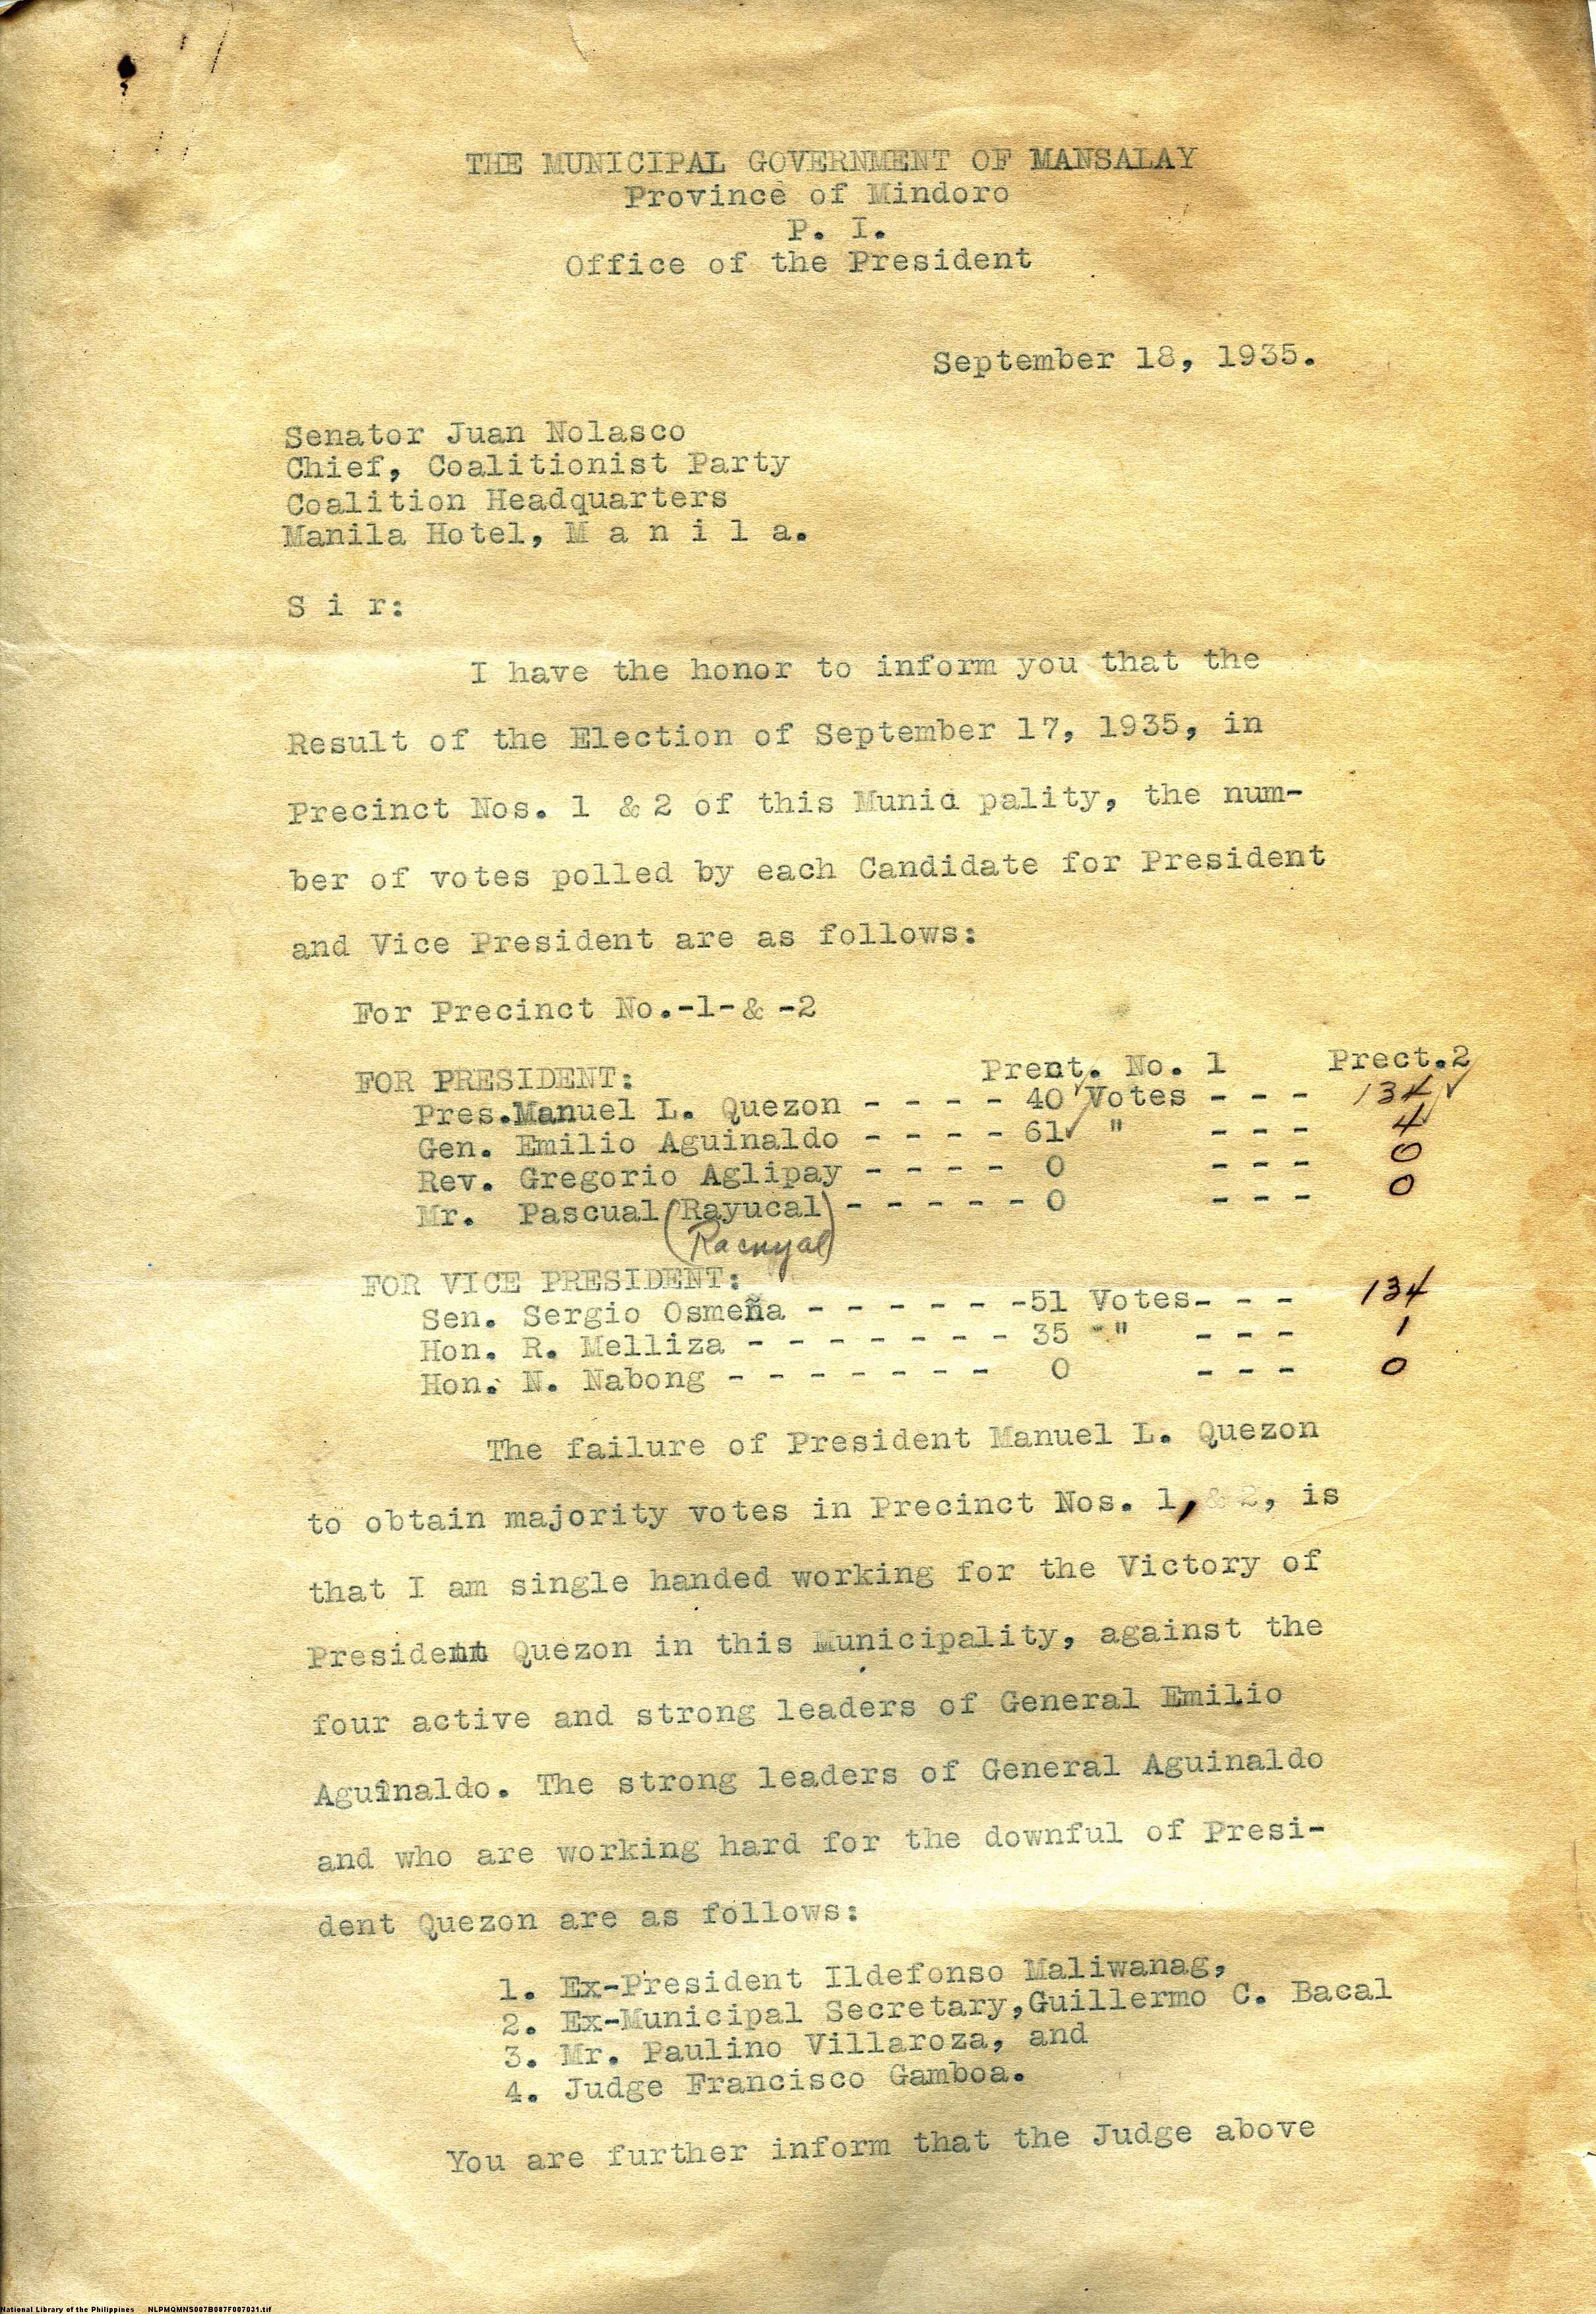 THE MUNICIPAL GOVERNMENT OF MANSALAY
Province of Mindoro
P. I.
Office of the President
September 18, 1935.
Senator Juan Nolasco
Chief, Coalitionist Party
Coalition Headquarters
Manila Hotel, M a n i l a.
S i r:
I have the honor to inform you that the
Result of the Election of September 17, 1935, in
Precinct Nos. 1 & 2 of this Munici pality, the num-
ber of votes polled by each Candidate for President
and Vice President are as follows:
For Precinct No.-1-& -2
FOR PRESIDENT: Prent. No. 1 Prect.2
Pres.Manuel L. Quezon - - - - 40 Votes - - - 134
Gen. Emilio Aguinaldo - - - - 61 " - - - 4
Rev. Gregorio Aglipay - - - - 0 - - - 0
Mr. Pascual (Rayucal) - - - - - 0 - - - 0
(Racuyal)
FOR VICE PRESIDENT:
Sen. Sergio Osmeña - - - - - -51 Votes- - - 134
Hon. R. Melliza - - - - - - - 35 " - - - 1
Hon. N. Nabong - - - - - - - 0 - - - 0
The failure of President Manuel L. Quezon
to obtain majority votes in Precinct Nos. 1, & 2, is
that I am single handed working for the Victory of
President Quezon in this Municipality, against the
four active and strong leaders of General Emilio
Aguinaldo. The strong leaders of General Aguinaldo
and who are working hard for the downful of Presi-
dent Quezon are as follows:
1. Ex-President Ildefonso Maliwanag,
2. Ex-Municipal Secretary,Guillermo C. Bacal
3. Mr. Paulino Villaroza, and
4. Judge Francisco Gamboa.
You are further inform that the Judge above
National Library of the Philippines NLPMQMNS007B087F007031.tif